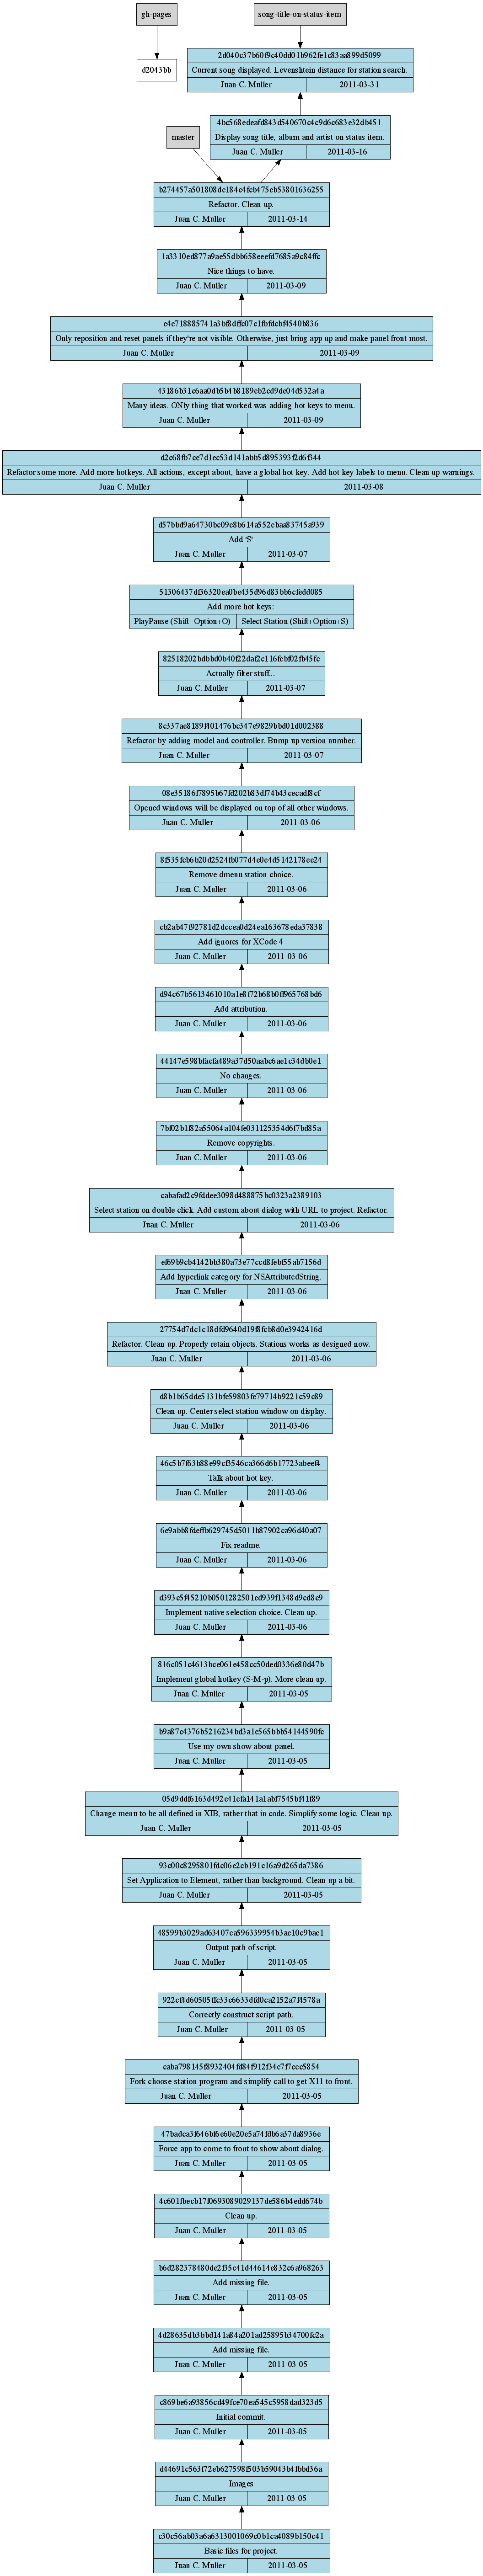 gh-pages
song-title-on-status-item
d2043bb
2d040c37b60f9c40dd01b962fe1c83aa899d5099
Current song displayed. Levenshtein distance for station search.
Juan C. Muller 2011-03-31
4bc568edeafd843d540670c4c9d6c683e32db451
Display song title, album and artist on status item.
Juan C. Muller 2011-03-16
master
b274457a501808de184c4fcb475eb53801636255
Refactor. Clean up.
Juan C. Muller 2011-03-14
1a3310ed877a9ae55dbb658eeefd7685a9c84ffc
Nice things to have.
Juan C. Muller 2011-03-09
e4e718885741a3bf8dffc07c1fbfdcbf4540b836
Only reposition and reset panels if they're not visible. Otherwise, just bring app up and make panel front most.
Juan C. Muller 2011-03-09
43186b31c6aa0db5b4b8189eb2cd9de04d532a4a
Many ideas. ONly thing that worked was adding hot keys to menu.
Juan C. Muller 2011-03-09
d2c68fb7ce7d1ec53d141abb5d895393f2d6f344
Refactor some more. Add more hotkeys. All actions, except about, have a global hot key. Add hot key labels to menu. Clean up warnings.
Juan C. Muller 2011-03-08
d57bbd9a64730bc09e8b614a552ebaa83745a939
Add 'S'
Juan C. Muller 2011-03-07
51306437df36320ea0be435d96d83bb6cfedd085
Add more hot keys:
PlayPause (Shift+Option+O) Select Station (Shift+Option+S)
82518202bdbbd0b40f22daf2c116febf02fb45fc
Actually filter stuff...
Juan C. Muller 2011-03-07
8c337ae8189f401476bc347e9829bbd01d002388
Refactor by adding model and controller. Bump up version number.
Juan C. Muller 2011-03-07
08e35186f7895b67fd202b83df74b43cecadf8cf
Opened windows will be displayed on top of all other windows.
Juan C. Muller 2011-03-06
8f535fcb6b20d2524fb077d4e0e4d5142178ee24
Remove dmenu station choice.
Juan C. Muller 2011-03-06
cb2ab47f92781d2dccea0d24ea163678eda37838
Add ignores for XCode 4
Juan C. Muller 2011-03-06
d94c67b5613461010a1e8f72b68b0ff965768bd6
Add attribution.
Juan C. Muller 2011-03-06
44147e598bfacfa489a37d50aabc6ae1c34db0e1
No changes.
Juan C. Muller 2011-03-06
7bf02b1f82a55064a104fe031125354d6f7bd85a
Remove copyrights.
Juan C. Muller 2011-03-06
cabafad2c9fddee3098d488875bc0323a2389103
Select station on double click. Add custom about dialog with URL to project. Refactor.
Juan C. Muller 2011-03-06
ef69b9cb4142bb380a73e77ccd8febf55ab7156d
Add hyperlink category for NSAttributedString.
Juan C. Muller 2011-03-06
27754d7dc1c18dfd9640d19f8fcb8d0e3942416d
Refactor. Clean up. Properly retain objects. Stations works as designed now.
Juan C. Muller 2011-03-06
d8b1b65dde5131bfe59803fe79714b9221c59c89
Clean up. Center select station window on display.
Juan C. Muller 2011-03-06
46c5b7f63b88e99cf3546ca366d6b17723abeef4
Talk about hot key.
Juan C. Muller 2011-03-06
6e9abb8fdeffb629745d5011b87902ca96d40a07
Fix readme.
Juan C. Muller 2011-03-06
d393c5f45210b0501282501ed939f1348d9cd8c9
Implement native selection choice. Clean up.
Juan C. Muller 2011-03-06
816c051c4613bce061e458cc50ded0336e80d47b
Implement global hotkey (S-M-p). More clean up.
Juan C. Muller 2011-03-05
b9a87c4376b5216234bd3a1e565bbb54144590fc
Use my own show about panel.
Juan C. Muller 2011-03-05
05d9ddf6163d492e41efa141a1abf7545bf41f89
Change menu to be all defined in XIB, rather that in code. Simplify some logic. Clean up.
Juan C. Muller 2011-03-05
93c00c8295801fdc06e2cb191c16a9d265da7386
Set Application to Element, rather than background. Clean up a bit.
Juan C. Muller 2011-03-05
48599b3029ad63407ea596339954b3ae10c9bae1
Output path of script.
Juan C. Muller 2011-03-05
922cf4d60505ffc33c6633dfd0ca2152a7f4578a
Correctly construct script path.
Juan C. Muller 2011-03-05
caba798145f8932404fd84f912f34e7f7cec5854
Fork choose-station program and simplify call to get X11 to front.
Juan C. Muller 2011-03-05
47badca3f646bf6e60e20e5a74fdb6a37da8936e
Force app to come to front to show about dialog.
Juan C. Muller 2011-03-05
4c601fbecb17f0693089029137de586b4edd674b
Clean up.
Juan C. Muller 2011-03-05
b6d282378480de2f35c41d44614e832c6a968263
Add missing file.
Juan C. Muller 2011-03-05
4d28635db3bbd141a84a201ad25895b34700fc2a
Add missing file.
Juan C. Muller 2011-03-05
c869be6a93856cd49fce70ea545c5958dad323d5
Initial commit.
Juan C. Muller 2011-03-05
d44691c563f72eb627598f503b59043b4fbbd36a
Images
Juan C. Muller 2011-03-05
c30c56ab03a6a6313001069c0b1ca4089b150c41
Basic files for project.
Juan C. Muller 2011-03-05